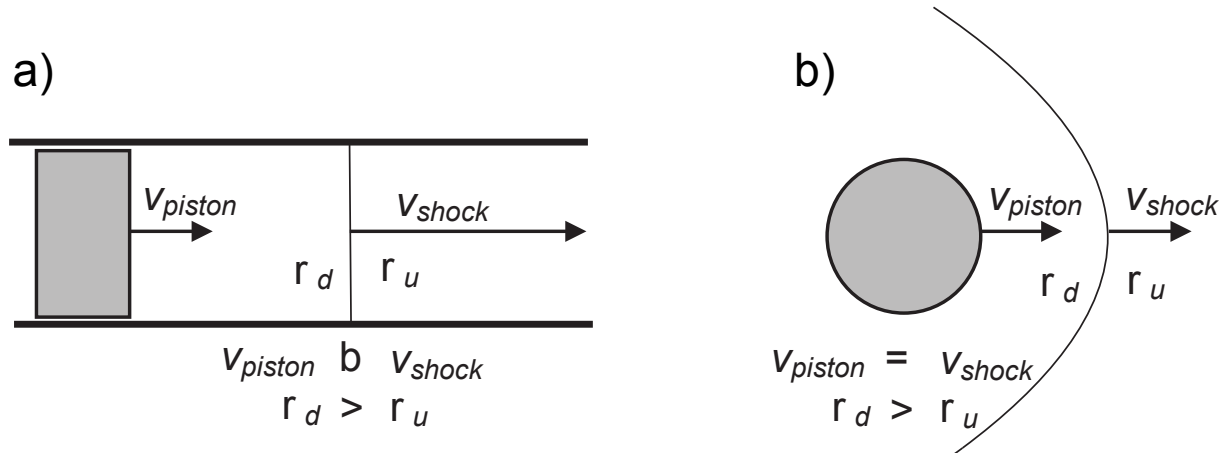 a)
v_piston
v_shock
r_d r_u
v_piston b v_shock
r_d > r_u
b)
v_piston
v_shock
r_d r_u
v_piston = v_shock
r_d > r_u